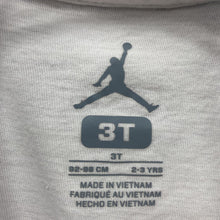 3T
3T
92-98 CM 2-3 YRS
MADE IN VIETNAM
FABRIQUÉ AU VIETNAM
HECHO EN VIETNAM